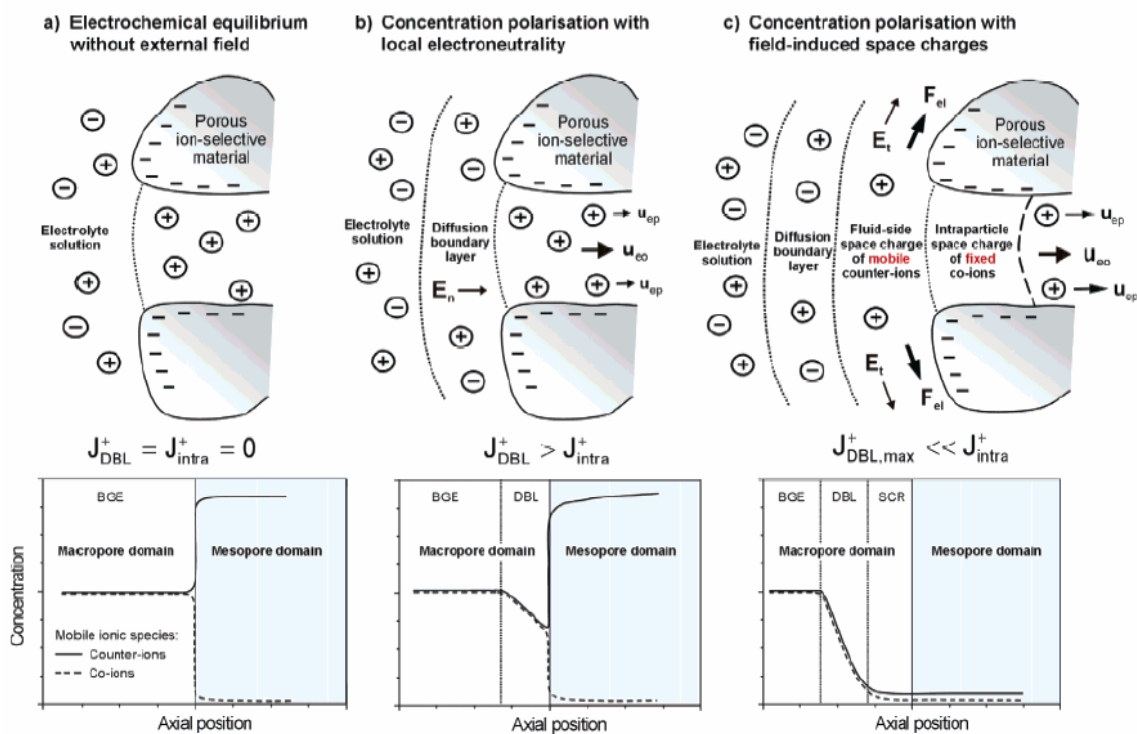 a) Electrochemical equilibrium
without external field
b) Concentration polarisation with
local electroneutrality
c) Concentration polarisation with
field-induced space charges
Porous
ion-selective
material
Electrolyte
solution
Porous
ion-selective
material
Electrolyte
solution
Diffusion
boundary
layer
E_n
u_ep
u_eo
u_ep
F_el
E_t
Porous
ion-selective
material
Electrolyte
solution
Diffusion
boundary
layer
Fluid-side
space charge
of mobile
counter-ions
Intraparticle
space charge
of fixed
co-ions
u_ep
u_eo
u_ep
E_t
F_el
J⁺_DBL = J⁺_intra = 0
J⁺_DBL > J⁺_intra
J⁺_DBL,max << J⁺_intra
Concentration
BGE
Macropore domain
Mesopore domain
Mobile ionic species:
Counter-ions
Co-ions
Axial position
BGE
DBL
Macropore domain
Mesopore domain
Axial position
BGE
DBL
SCR
Macropore domain
Mesopore domain
Axial position